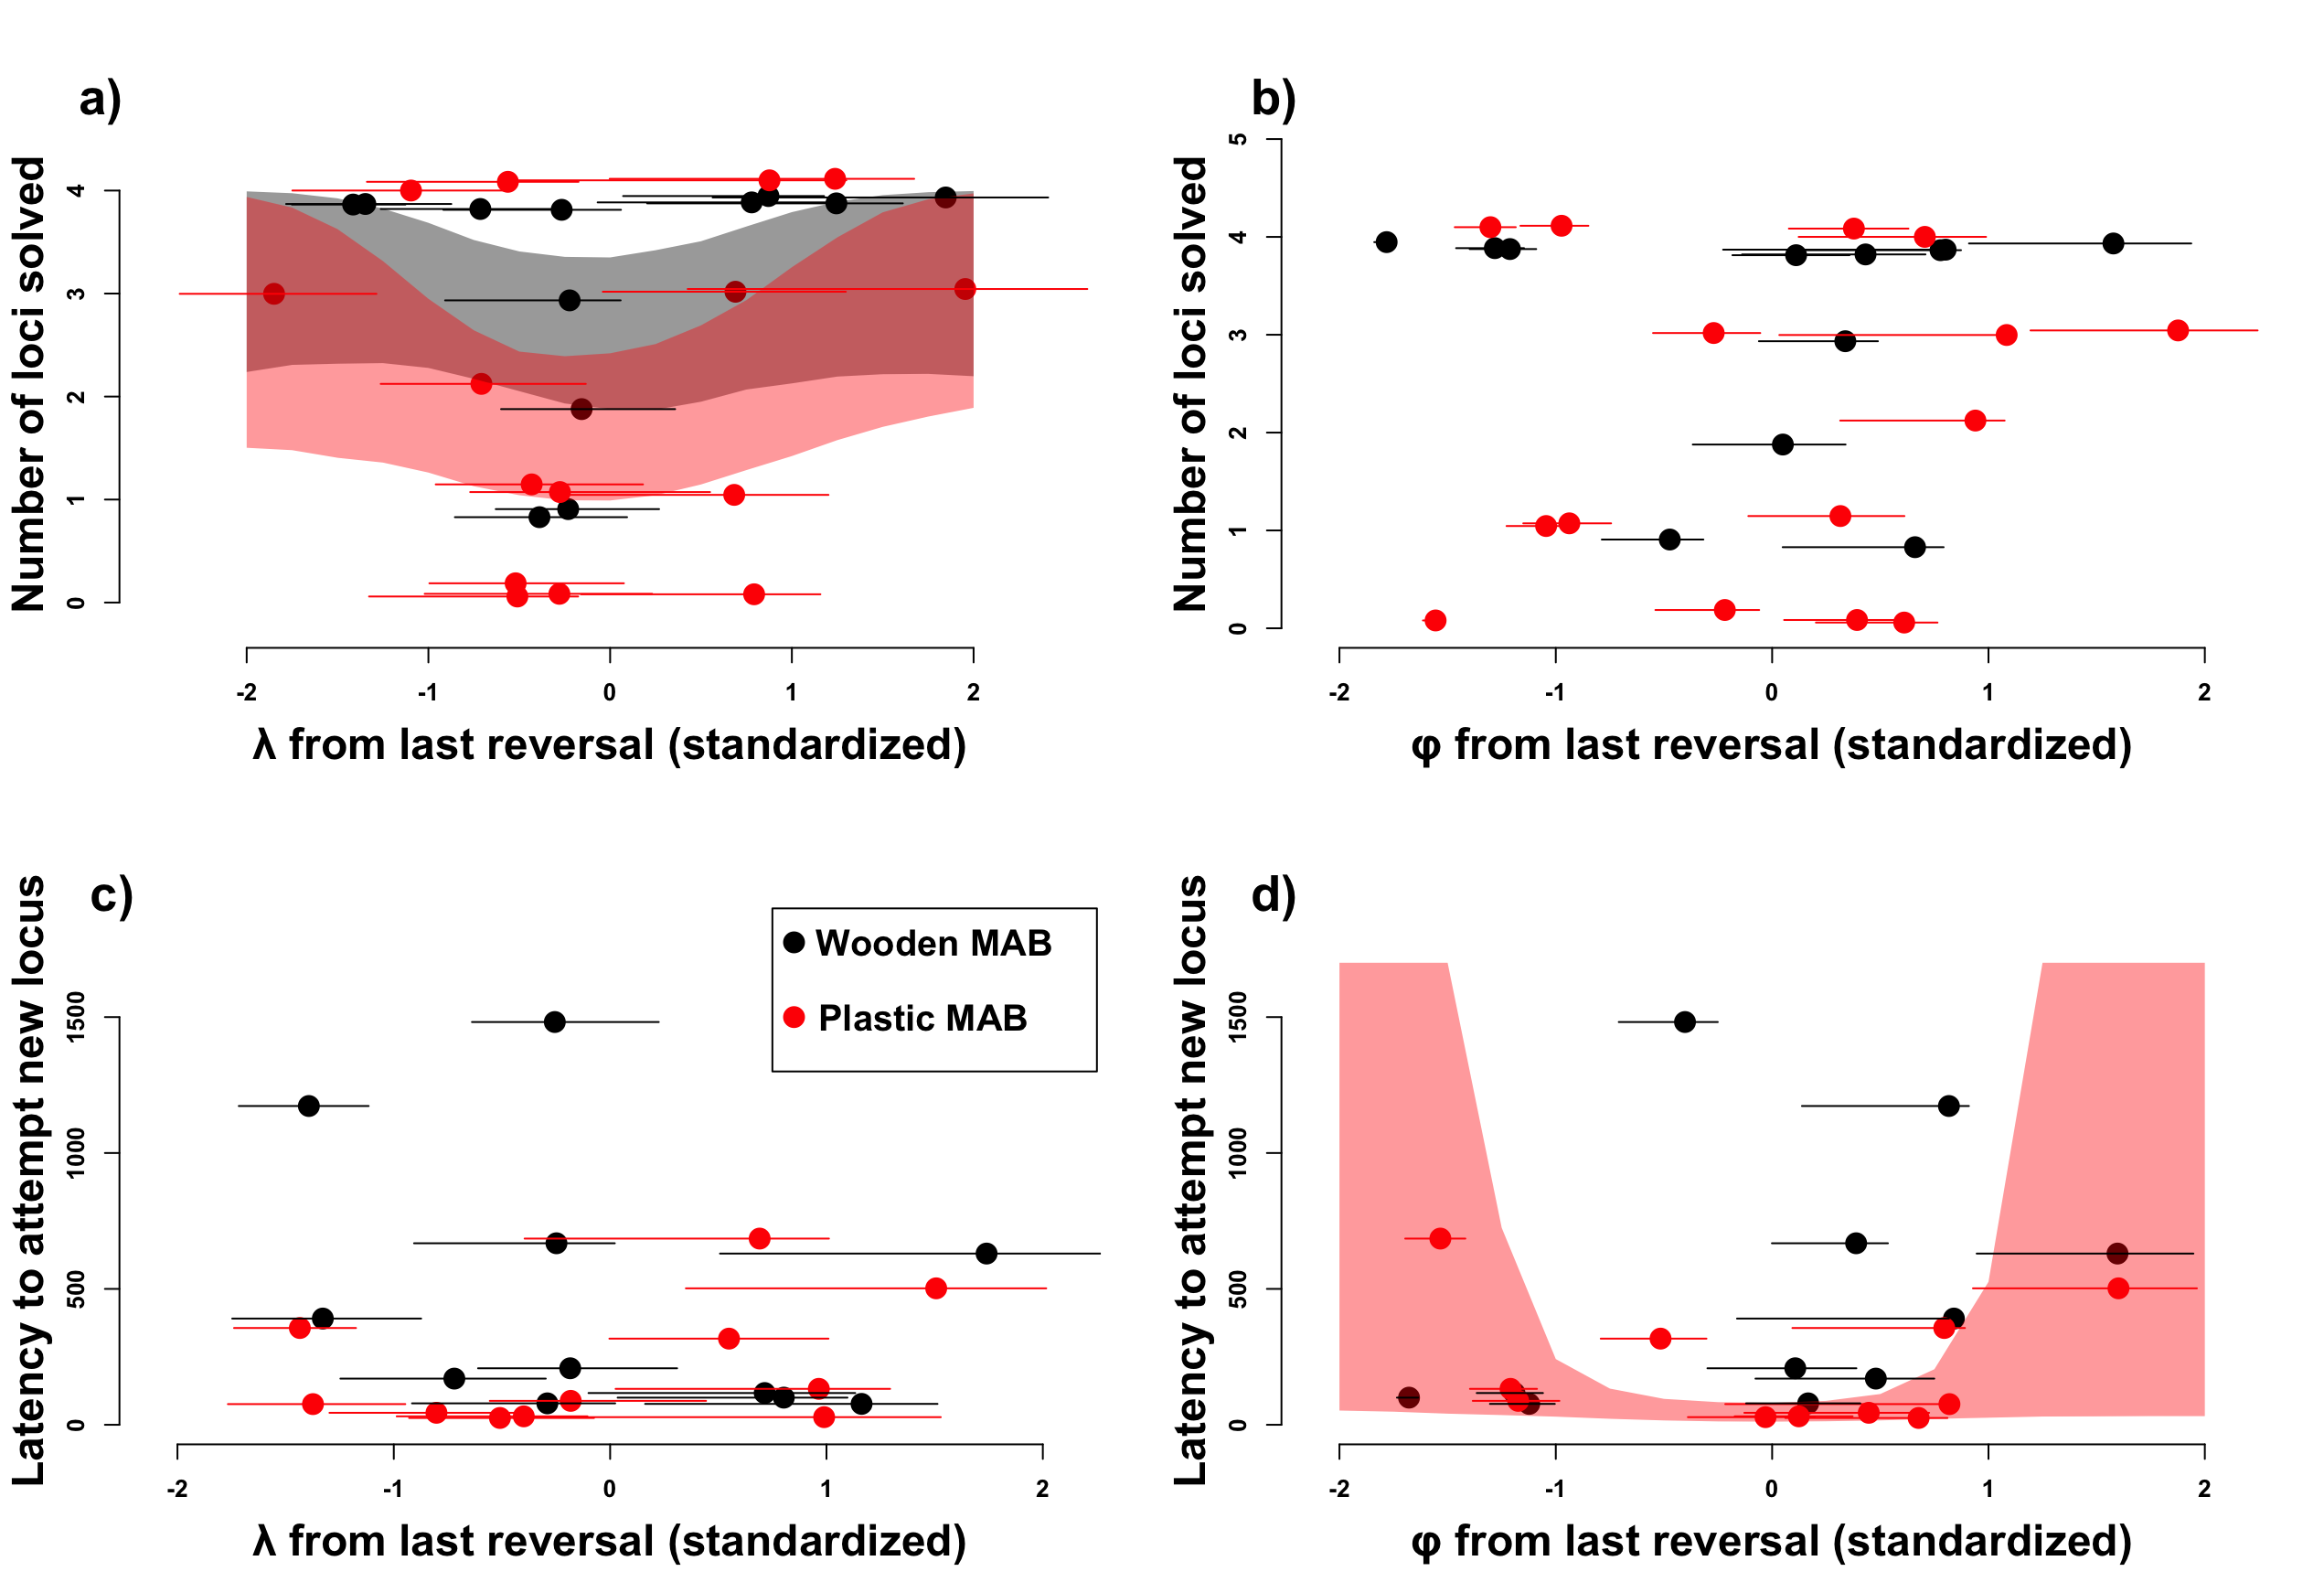 a)
Number of loci solved
4
3
2
1
0
-2 -1 0 1 2
λ from last reversal (standardized)
b)
Number of loci solved
5
4
3
2
1
0
-2 -1 0 1 2
φ from last reversal (standardized)
c)
Latency to attempt new locus
1500
1000
500
0
Wooden MAB
Plastic MAB
-2 -1 0 1 2
λ from last reversal (standardized)
d)
Latency to attempt new locus
1500
1000
500
0
-2 -1 0 1 2
φ from last reversal (standardized)